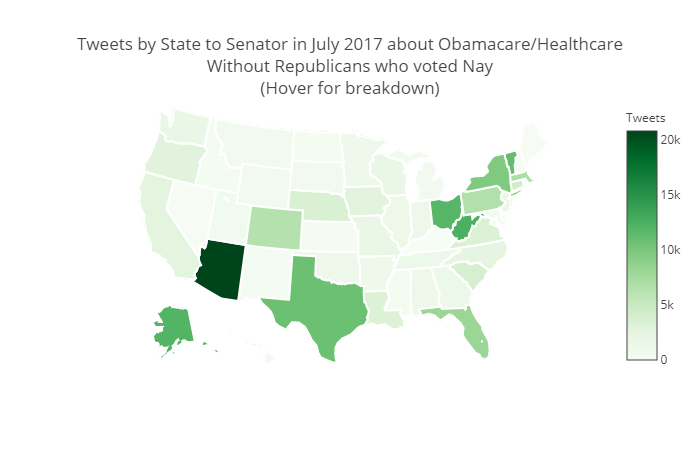 Tweets by State to Senator in July 2017 about Obamacare/Healthcare
Without Republicans who voted Nay
(Hover for breakdown)
Tweets
20k
15k
10k
5k
0